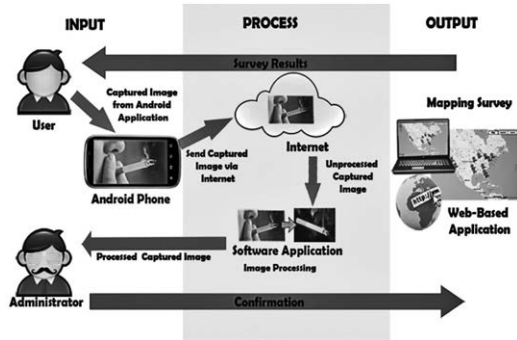 INPUT
PROCESS
OUTPUT
Survey Results
Captured Image
from Android
Application
User
Mapping Survey
Internet
Send Captured
Image via
Internet
Android Phone
Unprocessed
Captured
Image
http://
Web-Based
Application
Software Application
Processed Captured Image
Image Processing
Administrator
Confirmation